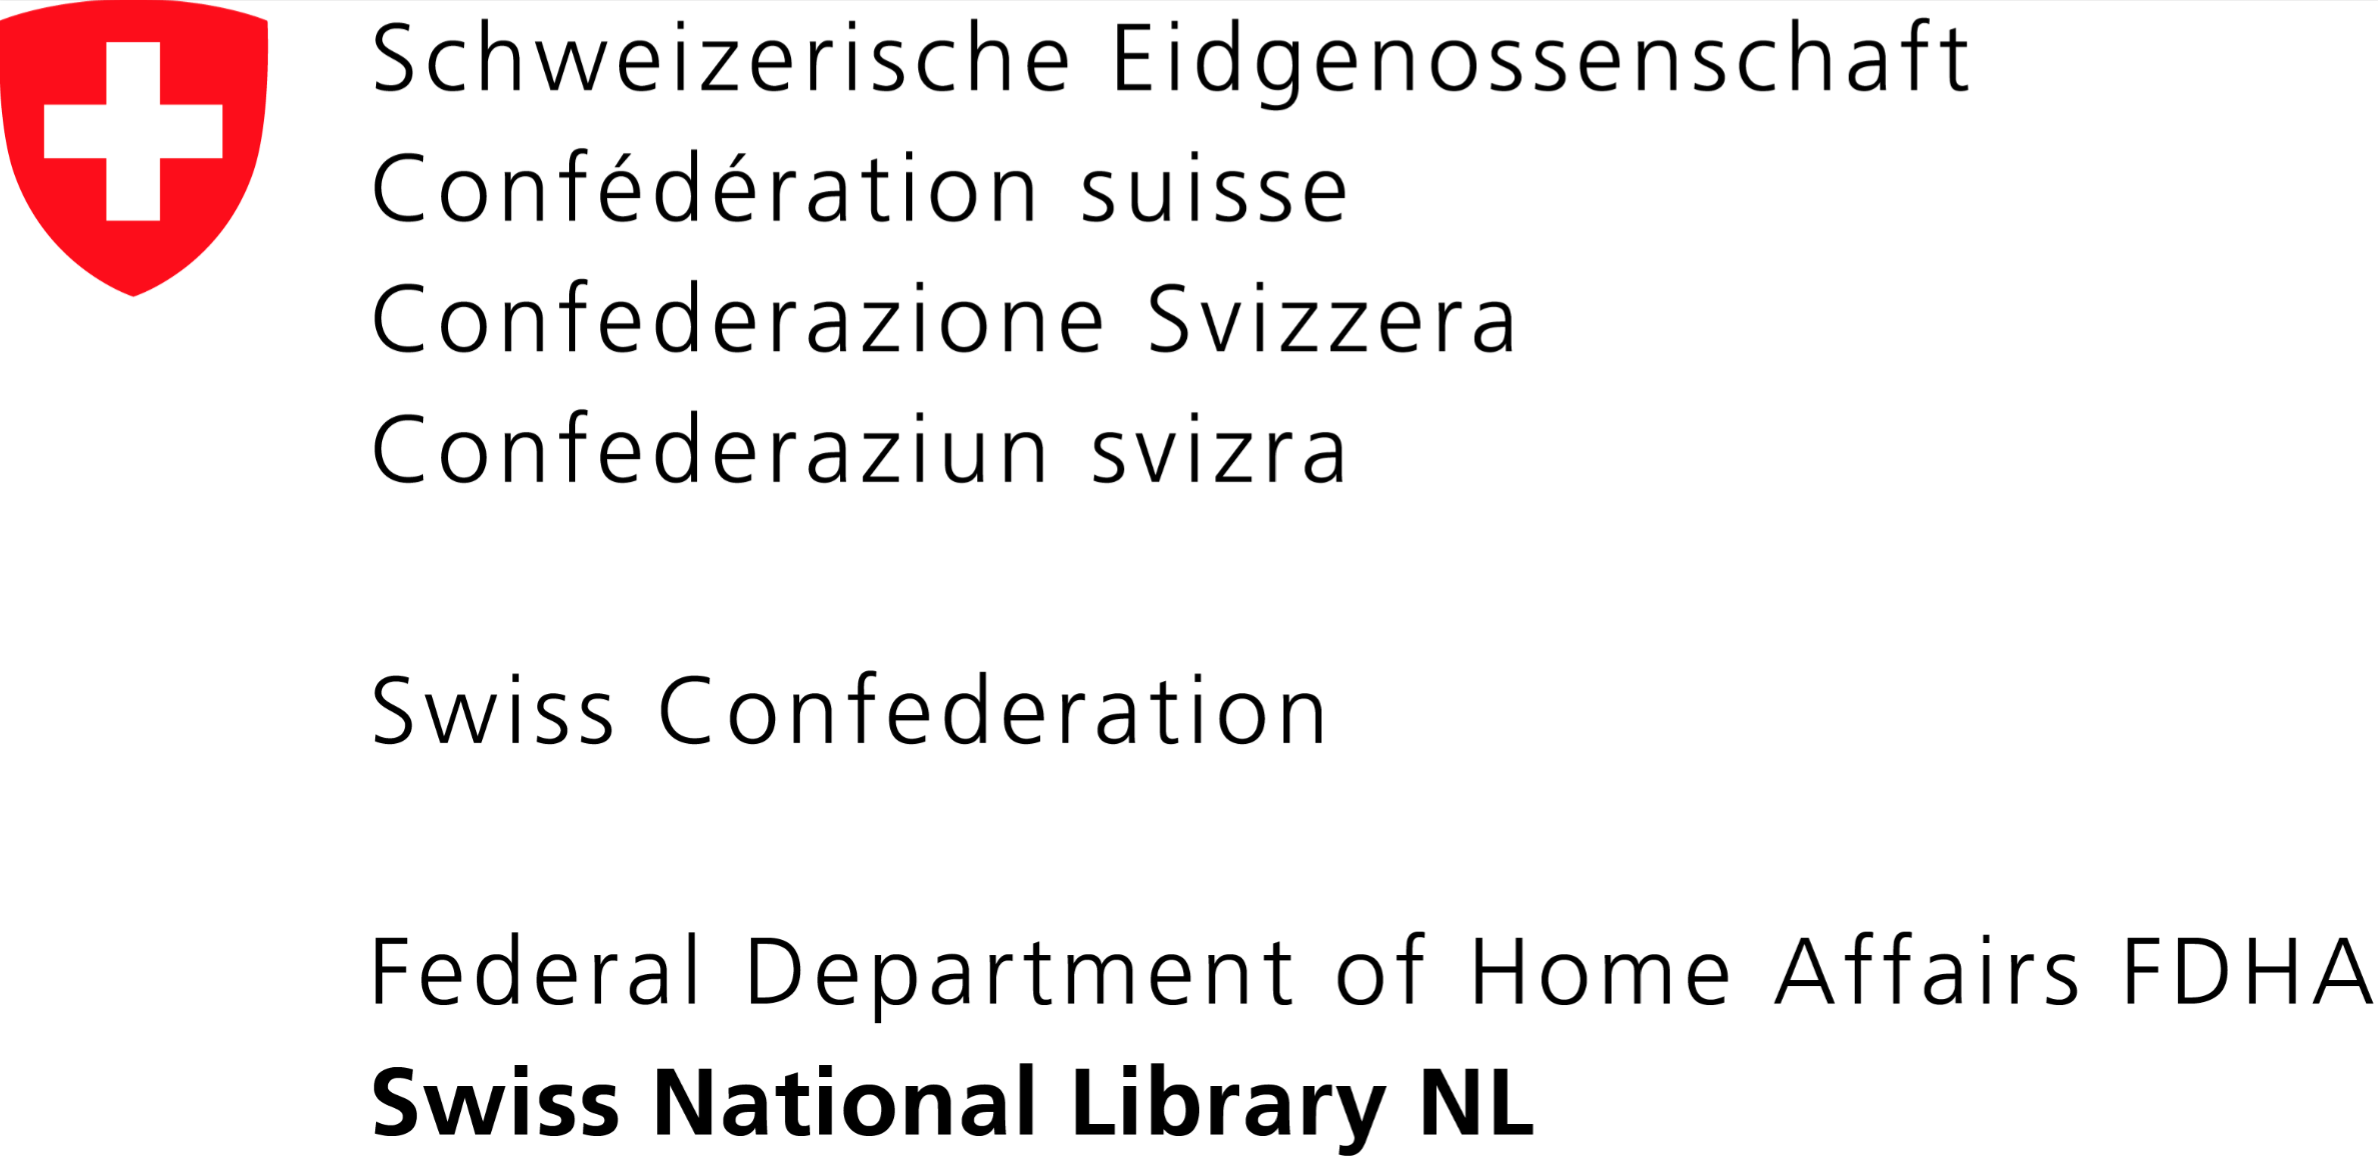 Schweizerische Eidgenossenschaft
Confédération suisse
Confederazione Svizzera
Confederaziun svizra
Swiss Confederation
Federal Department of Home Affairs FDHA
Swiss National Library NL